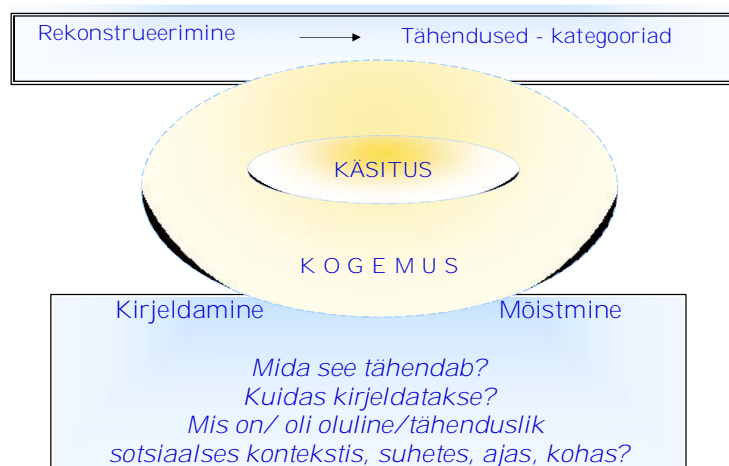 Rekonstrueerimine → Tähendused - kategooriad
KÄSITUS
KOGEMUS
Kirjeldamine Mõistmine
Mida see tähendab?
Kuidas kirjeldatakse?
Mis on/ oli oluline/tähenduslik
sotsiaalses kontekstis, suhetes, ajas, kohas?